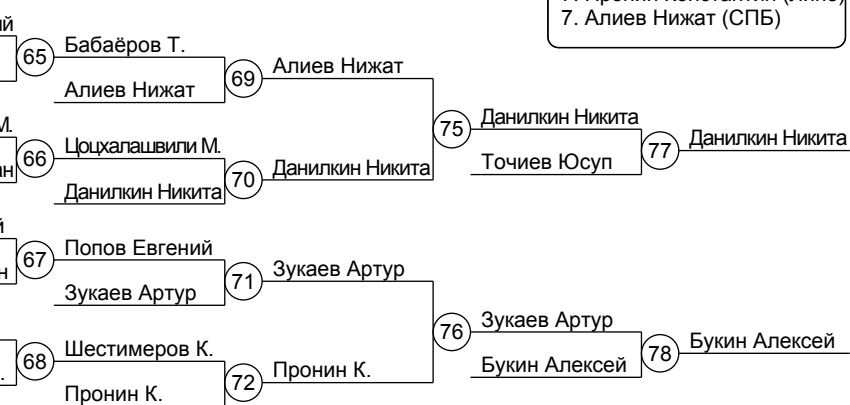 7. Алиев Нижат (СПБ)
65
Бабаёров Т.
Алиев Нижат
69
Алиев Нижат
75
Данилкин Никита
Точиев Юсуп
77
Данилкин Никита
66
Цоцхалашвили М.
Данилкин Никита
70
Данилкин Никита
67
Попов Евгений
Зукаев Артур
71
Зукаев Артур
76
Зукаев Артур
Букин Алексей
78
Букин Алексей
68
Шестимеров К.
Пронин К.
72
Пронин К.